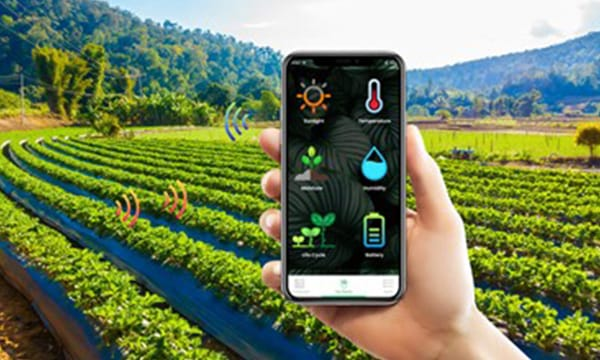 Sunlight
Temperature
Moisture
Humidity
Life Cycle
Battery